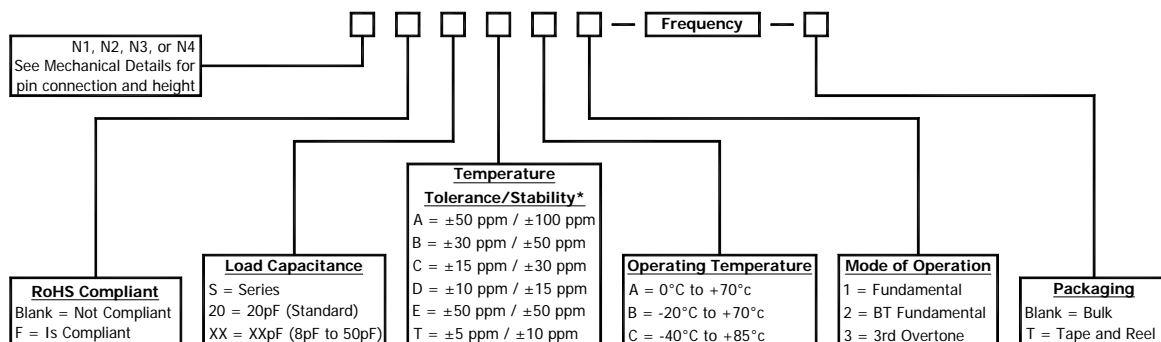 Frequency
N1, N2, N3, or N4
See Mechanical Details for
pin connection and height
RoHS Compliant
Blank = Not Compliant
F = Is Compliant
Load Capacitance
S = Series
20 = 20pF (Standard)
XX = XXpF (8pF to 50pF)
Temperature
Tolerance/Stability*
A = ±50 ppm / ±100 ppm
B = ±30 ppm / ±50 ppm
C = ±15 ppm / ±30 ppm
D = ±10 ppm / ±15 ppm
E = ±50 ppm / ±50 ppm
T = ±5 ppm / ±10 ppm
Operating Temperature
A = 0°C to +70°c
B = -20°C to +70°c
C = -40°C to +85°c
Mode of Operation
1 = Fundamental
2 = BT Fundamental
3 = 3rd Overtone
Packaging
Blank = Bulk
T = Tape and Reel